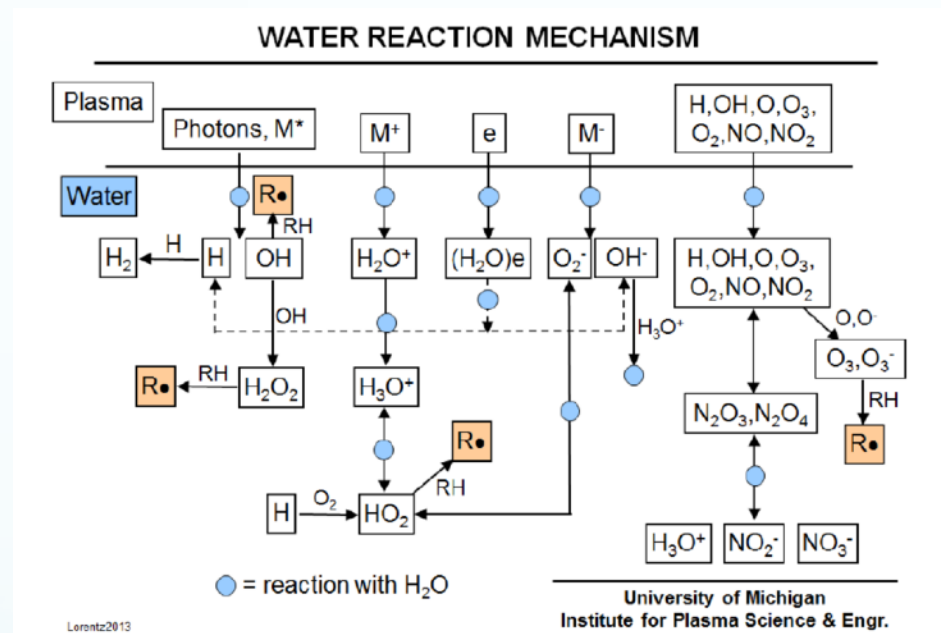 WATER REACTION MECHANISM
Plasma
Photons, M*
M⁺
e
M⁻
H,OH,O,O₃,
O₂,NO,NO₂
Water
R•
RH
H₂
H
H
OH
H₂O⁺
(H₂O)e
O₂⁻
OH⁻
H,OH,O,O₃,
O₂,NO,NO₂
OH
H₃O⁺
O,O⁻
O₃,O₃⁻
R•
RH
H₂O₂
H₃O⁺
RH
N₂O₃,N₂O₄
R•
R•
RH
H
O₂
HO₂
H₃O⁺
NO₂⁻
NO₃⁻
= reaction with H₂O
University of Michigan
Institute for Plasma Science & Engr.
Lorentz2013